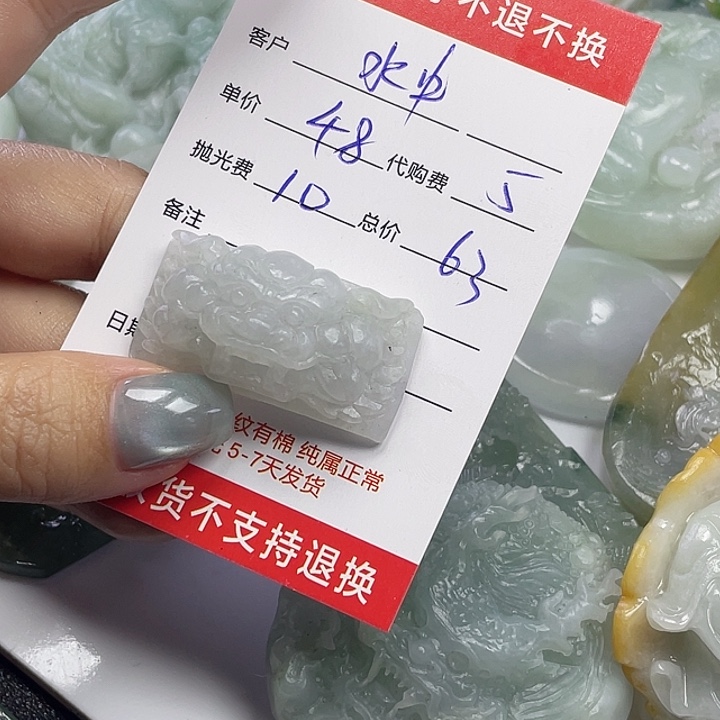 不退不换
客户 水中
单价 48 代购费 5
抛光费 10 总价 63
备注
日期
纹有棉 纯属正常
5-7天发货
货不支持退换